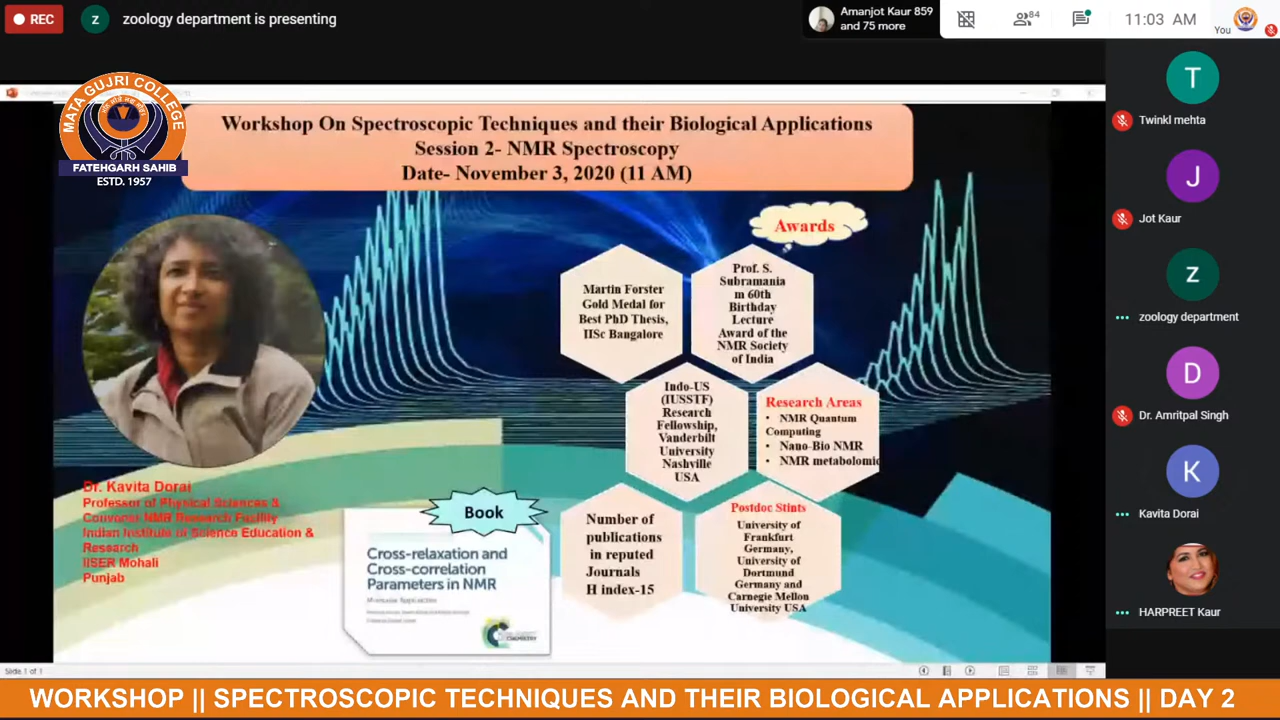 REC
z
zoology department is presenting
Amanjot Kaur 859
and 75 more
84
11:03 AM
You
MATA GUJRI COLLEGE
FATEHGARH SAHIB
ESTD. 1957
Workshop On Spectroscopic Techniques and their Biological Applications
Session 2- NMR Spectroscopy
Date- November 3, 2020 (11 AM)
Awards
Martin Forster
Gold Medal for
Best PhD Thesis,
IISc Bangalore
Prof. S.
Subramania
m 60th
Birthday
Lecture
Award of the
NMR Society
of India
Indo-US
(IUSSTF)
Research
Fellowship,
Vanderbilt
University
Nashville
USA
Research Areas
• NMR Quantum
Computing
• Nano-Bio NMR
• NMR metabolomic
Dr. Kavita Dorai
Professor of Physical Sciences &
Convenor NMR Research Facility
Indian Institute of Science Education &
Research
IISER Mohali
Punjab
Book
Cross-relaxation and
Cross-correlation
Parameters in NMR
Number of
publications
in reputed
Journals
H index-15
Postdoc Stints
University of
Frankfurt
Germany,
University of
Dortmund
Germany and
Carnegie Mellon
University USA
Slide 1 of 1
T
Twinkl mehta
J
Jot Kaur
z
zoology department
D
Dr. Amritpal Singh
K
Kavita Dorai
HARPREET Kaur
WORKSHOP || SPECTROSCOPIC TECHNIQUES AND THEIR BIOLOGICAL APPLICATIONS || DAY 2